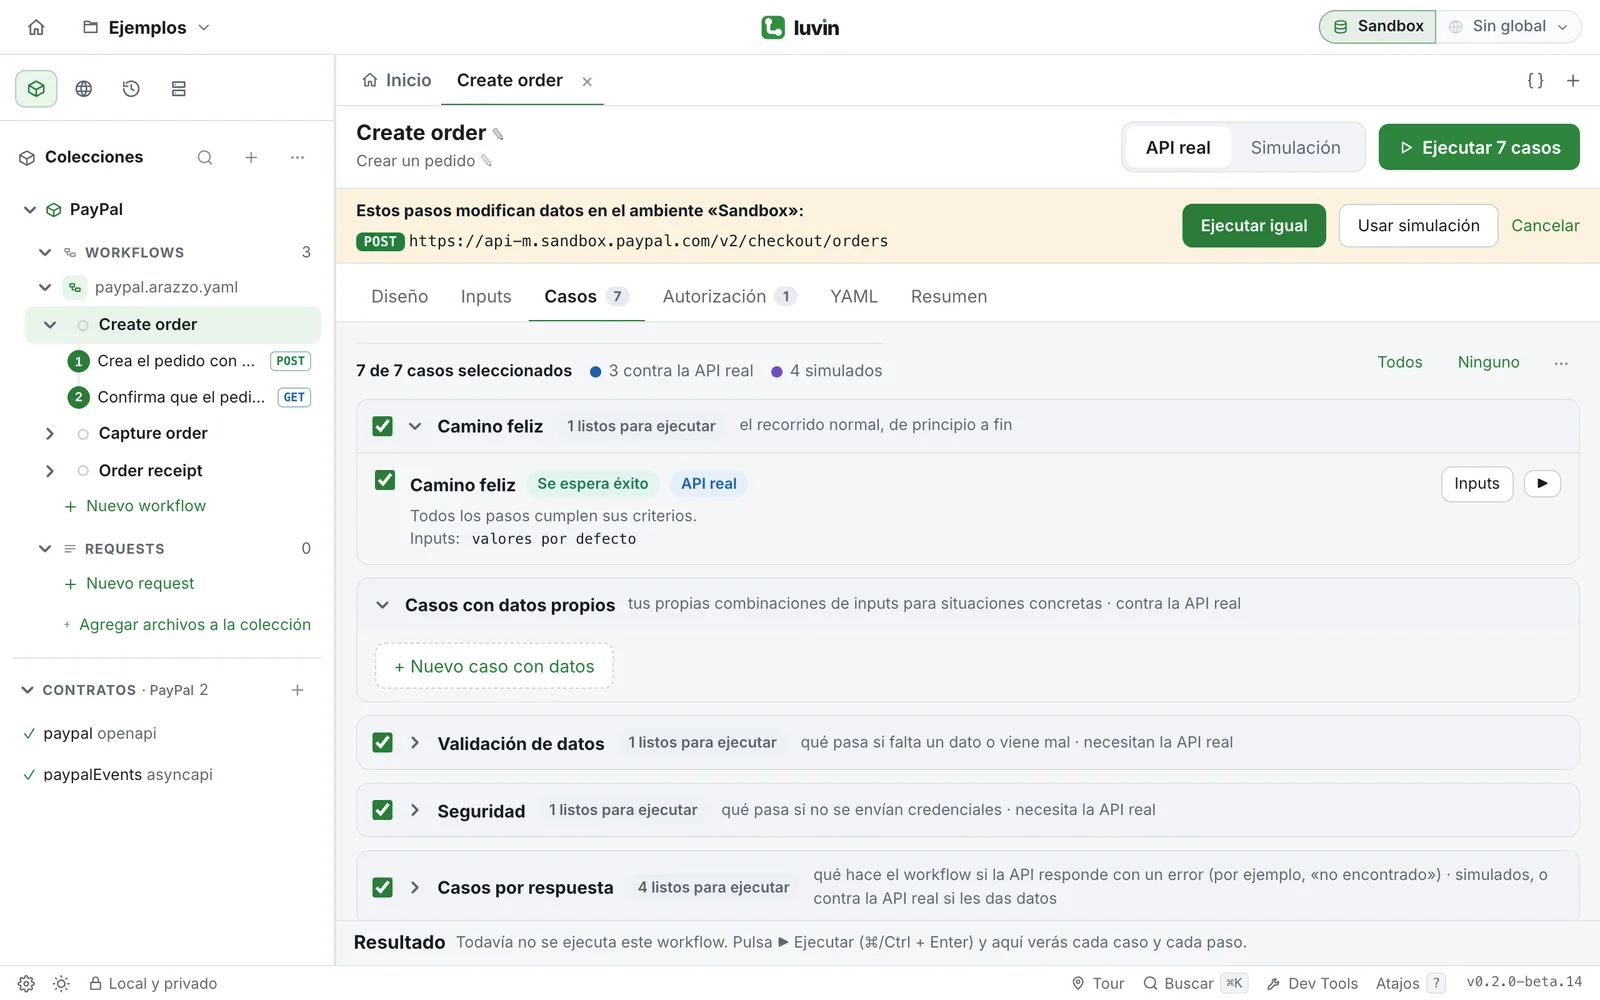 Ejemplos
luvin
Sandbox
Sin global
Inicio
Create order
{ }
Colecciones
PayPal
WORKFLOWS 3
paypal.arazzo.yaml
Create order
1 Crea el pedido con ... POST
2 Confirma que el pedi... GET
Capture order
Order receipt
+ Nuevo workflow
REQUESTS 0
+ Nuevo request
+ Agregar archivos a la colección
CONTRATOS · PayPal 2
paypal openapi
paypalEvents asyncapi
Create order
Crear un pedido
API real
Simulación
Ejecutar 7 casos
Estos pasos modifican datos en el ambiente «Sandbox»:
POST https://api-m.sandbox.paypal.com/v2/checkout/orders
Ejecutar igual
Usar simulación
Cancelar
Diseño
Inputs
Casos 7
Autorización 1
YAML
Resumen
7 de 7 casos seleccionados
3 contra la API real
4 simulados
Todos
Ninguno
Camino feliz 1 listos para ejecutar el recorrido normal, de principio a fin
Camino feliz Se espera éxito API real
Inputs
Todos los pasos cumplen sus criterios.
Inputs: valores por defecto
Casos con datos propios tus propias combinaciones de inputs para situaciones concretas · contra la API real
+ Nuevo caso con datos
Validación de datos 1 listos para ejecutar qué pasa si falta un dato o viene mal · necesitan la API real
Seguridad 1 listos para ejecutar qué pasa si no se envían credenciales · necesita la API real
Casos por respuesta 4 listos para ejecutar qué hace el workflow si la API responde con un error (por ejemplo, «no encontrado») · simulados, o
contra la API real si les das datos
Resultado Todavía no se ejecuta este workflow. Pulsa ▶ Ejecutar (⌘/Ctrl + Enter) y aquí verás cada caso y cada paso.
Local y privado
Tour
Buscar ⌘K
Dev Tools
Atajos ?
v0.2.0-beta.14